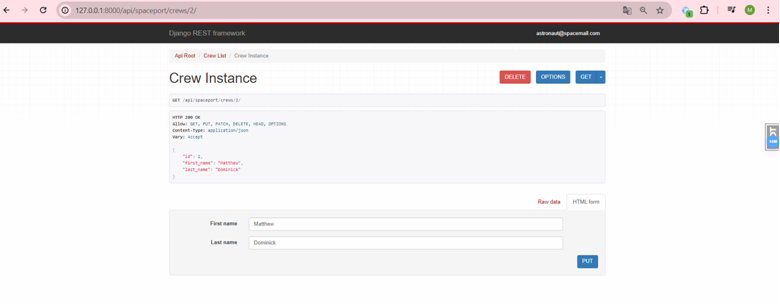 127.0.0.1:8000/api/spaceport/crews/2/
M
Django REST framework
astronaut@spacemail.com
Api Root / Crew List / Crew Instance
Crew Instance
DELETE
OPTIONS
GET
GET /api/spaceport/crews/2/
HTTP 200 OK
Allow: GET, PUT, PATCH, DELETE, HEAD, OPTIONS
Content-Type: application/json
Vary: Accept
{
"id": 2,
"first_name": "Matthew",
"last_name": "Dominick"
}
Raw data
HTML form
First name
Matthew
Last name
Dominick
PUT